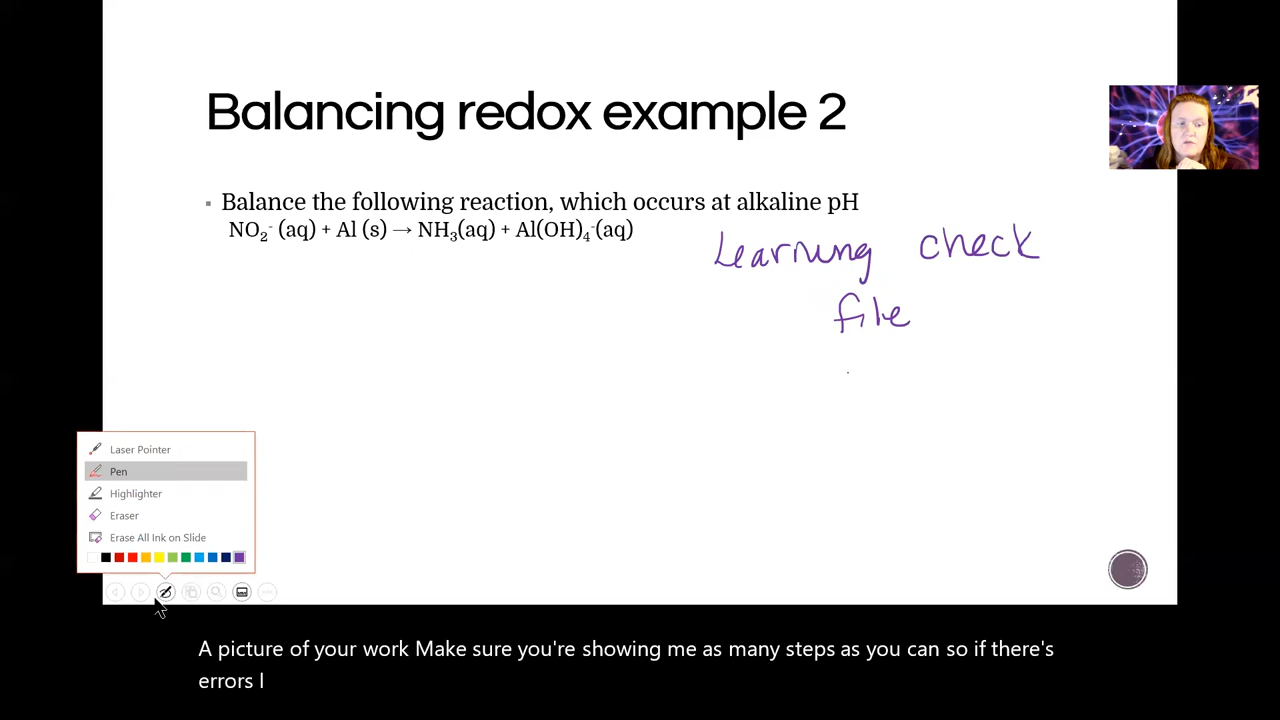 Balancing redox example 2
▪ Balance the following reaction, which occurs at alkaline pH
NO₂⁻ (aq) + Al (s) → NH₃(aq) + Al(OH)₄⁻(aq)
Learning check
file
Laser Pointer
Pen
Highlighter
Eraser
Erase All Ink on Slide
A picture of your work Make sure you're showing me as many steps as you can so if there's
errors I